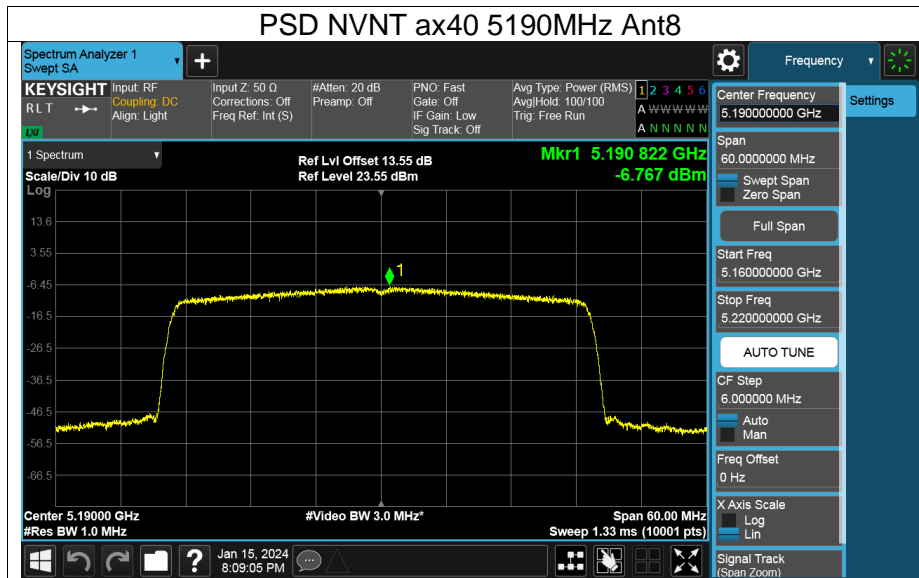 PSD NVNT ax40 5190MHz Ant8
Spectrum Analyzer 1
Swept SA
+
Frequency
KEYSIGHT
RLT
LXI
Input: RF
Coupling: DC
Align: Light
Input Z: 50 Ω
Corrections: Off
Freq Ref: Int (S)
#Atten: 20 dB
Preamp: Off
PNO: Fast
Gate: Off
IF Gain: Low
Sig Track: Off
Avg Type: Power (RMS)
Avg|Hold: 100/100
Trig: Free Run
1 2 3 4 5 6
A W W W W W
A N N N N N
1 Spectrum
Scale/Div 10 dB
Ref Lvl Offset 13.55 dB
Ref Level 23.55 dBm
Mkr1 5.190 822 GHz
-6.767 dBm
Log
13.6
3.55
-6.45
-16.5
-26.5
-36.5
-46.5
-56.5
-66.5
1
Center 5.19000 GHz
#Res BW 1.0 MHz
#Video BW 3.0 MHz*
Span 60.00 MHz
Sweep 1.33 ms (10001 pts)
Center Frequency
5.190000000 GHz
Settings
Span
60.0000000 MHz
Swept Span
Zero Span
Full Span
Start Freq
5.160000000 GHz
Stop Freq
5.220000000 GHz
AUTO TUNE
CF Step
6.000000 MHz
Auto
Man
Freq Offset
0 Hz
X Axis Scale
Log
Lin
Signal Track
(Span Zoom)
?
Jan 15, 2024
8:09:05 PM